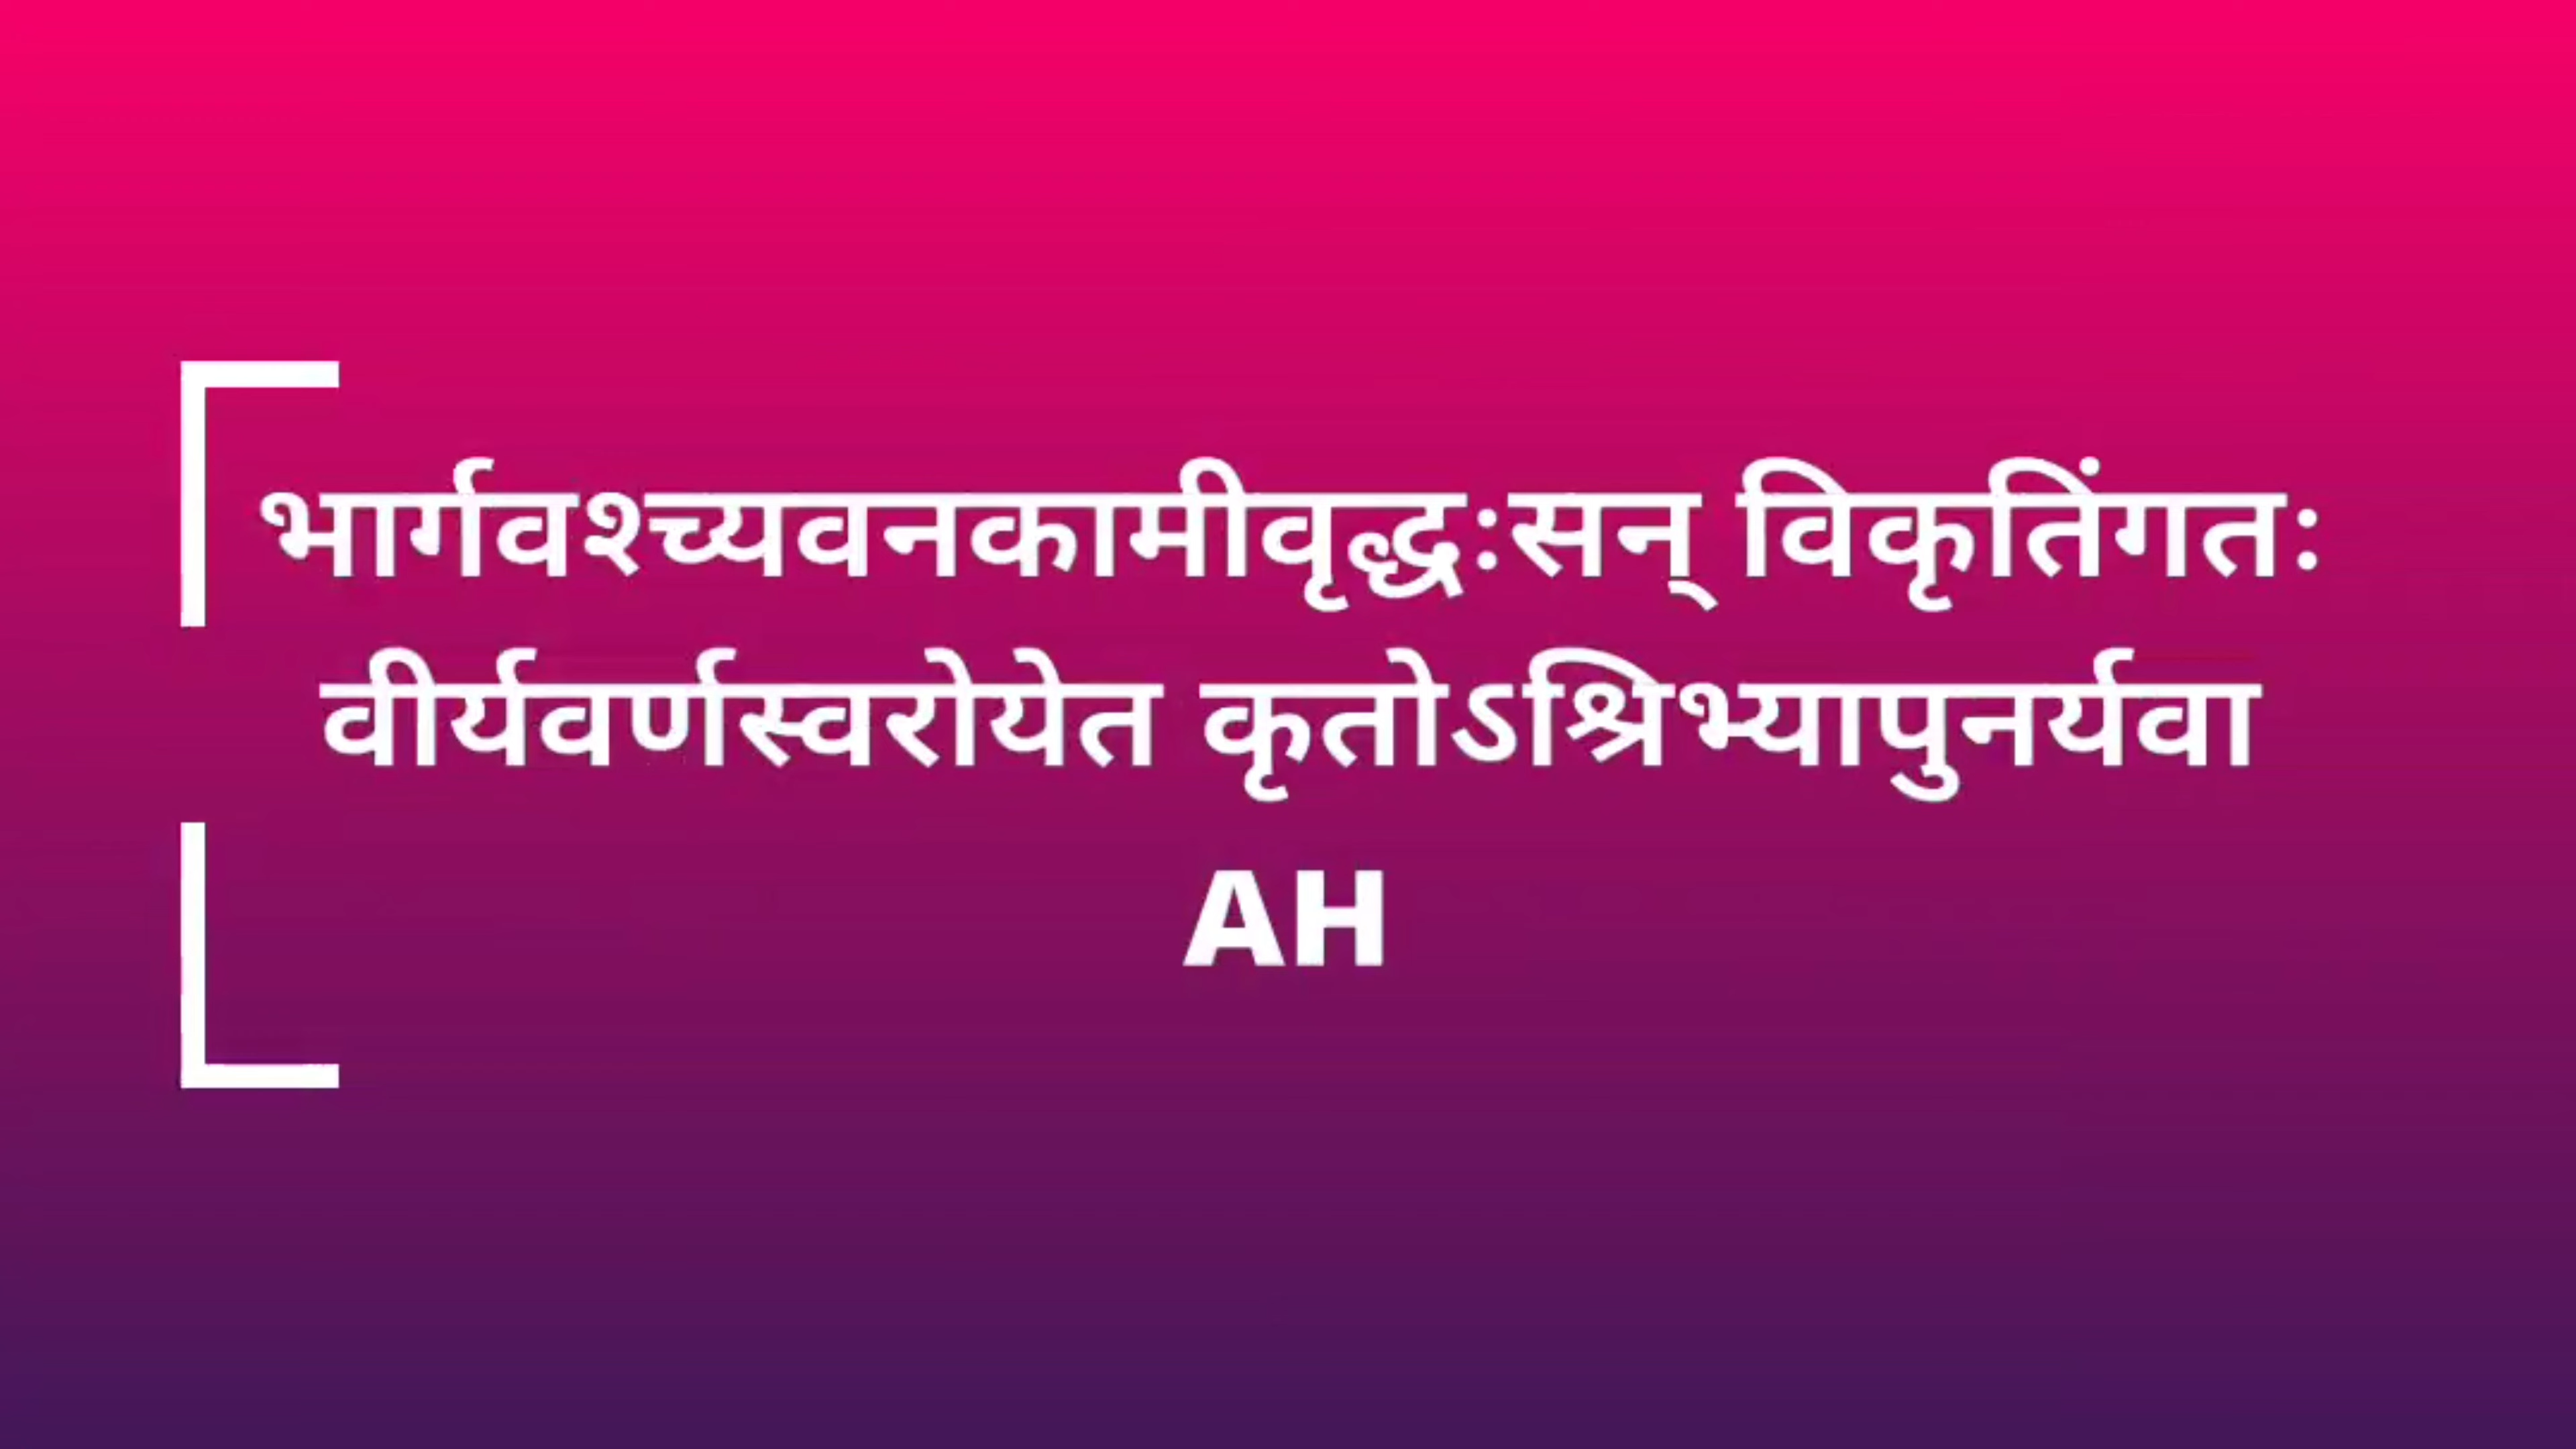 भार्गवश्च्यवनकामीवृद्धःसन् विकृतिंगतः
वीर्यवर्णस्वरोयेत कृतोऽश्रिभ्यापुनर्यवा
AH